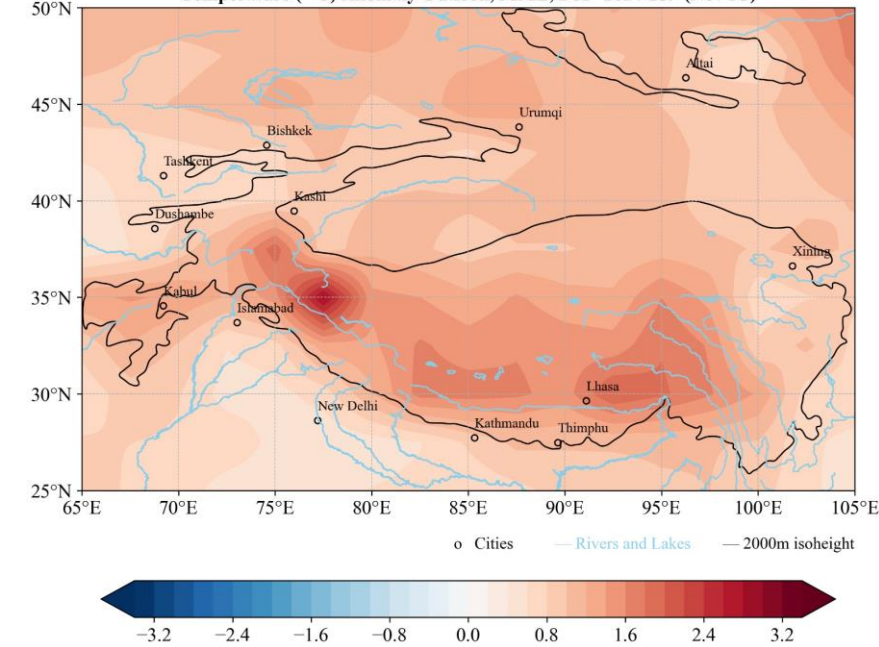 50°N
Altai
45°N
Urumqi
Bishkek
Tashkent
40°N
Kashi
Dushambe
Xining
35°N
Kabul
Islamabad
30°N
Lhasa
New Delhi
Kathmandu
Thimphu
25°N
65°E 70°E 75°E 80°E 85°E 90°E 95°E 100°E 105°E
Cities Rivers and Lakes 2000m isoheight
−3.2 −2.4 −1.6 −0.8 0.0 0.8 1.6 2.4 3.2